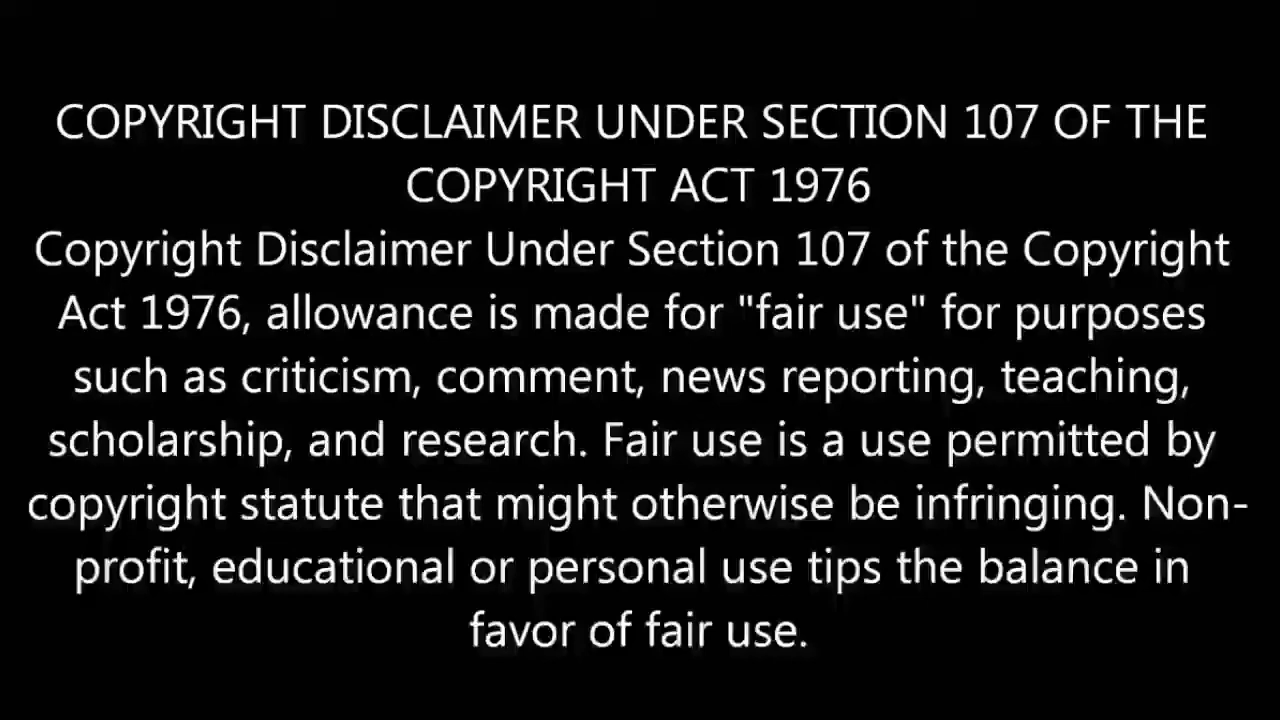 COPYRIGHT DISCLAIMER UNDER SECTION 107 OF THE
COPYRIGHT ACT 1976
Copyright Disclaimer Under Section 107 of the Copyright
Act 1976, allowance is made for "fair use" for purposes
such as criticism, comment, news reporting, teaching,
scholarship, and research. Fair use is a use permitted by
copyright statute that might otherwise be infringing. Non-
profit, educational or personal use tips the balance in
favor of fair use.